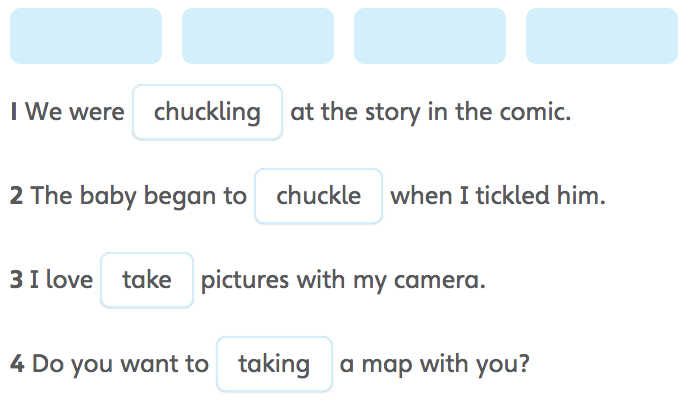 1 We were chuckling at the story in the comic.
2 The baby began to chuckle when I tickled him.
3 I love take pictures with my camera.
4 Do you want to taking a map with you?